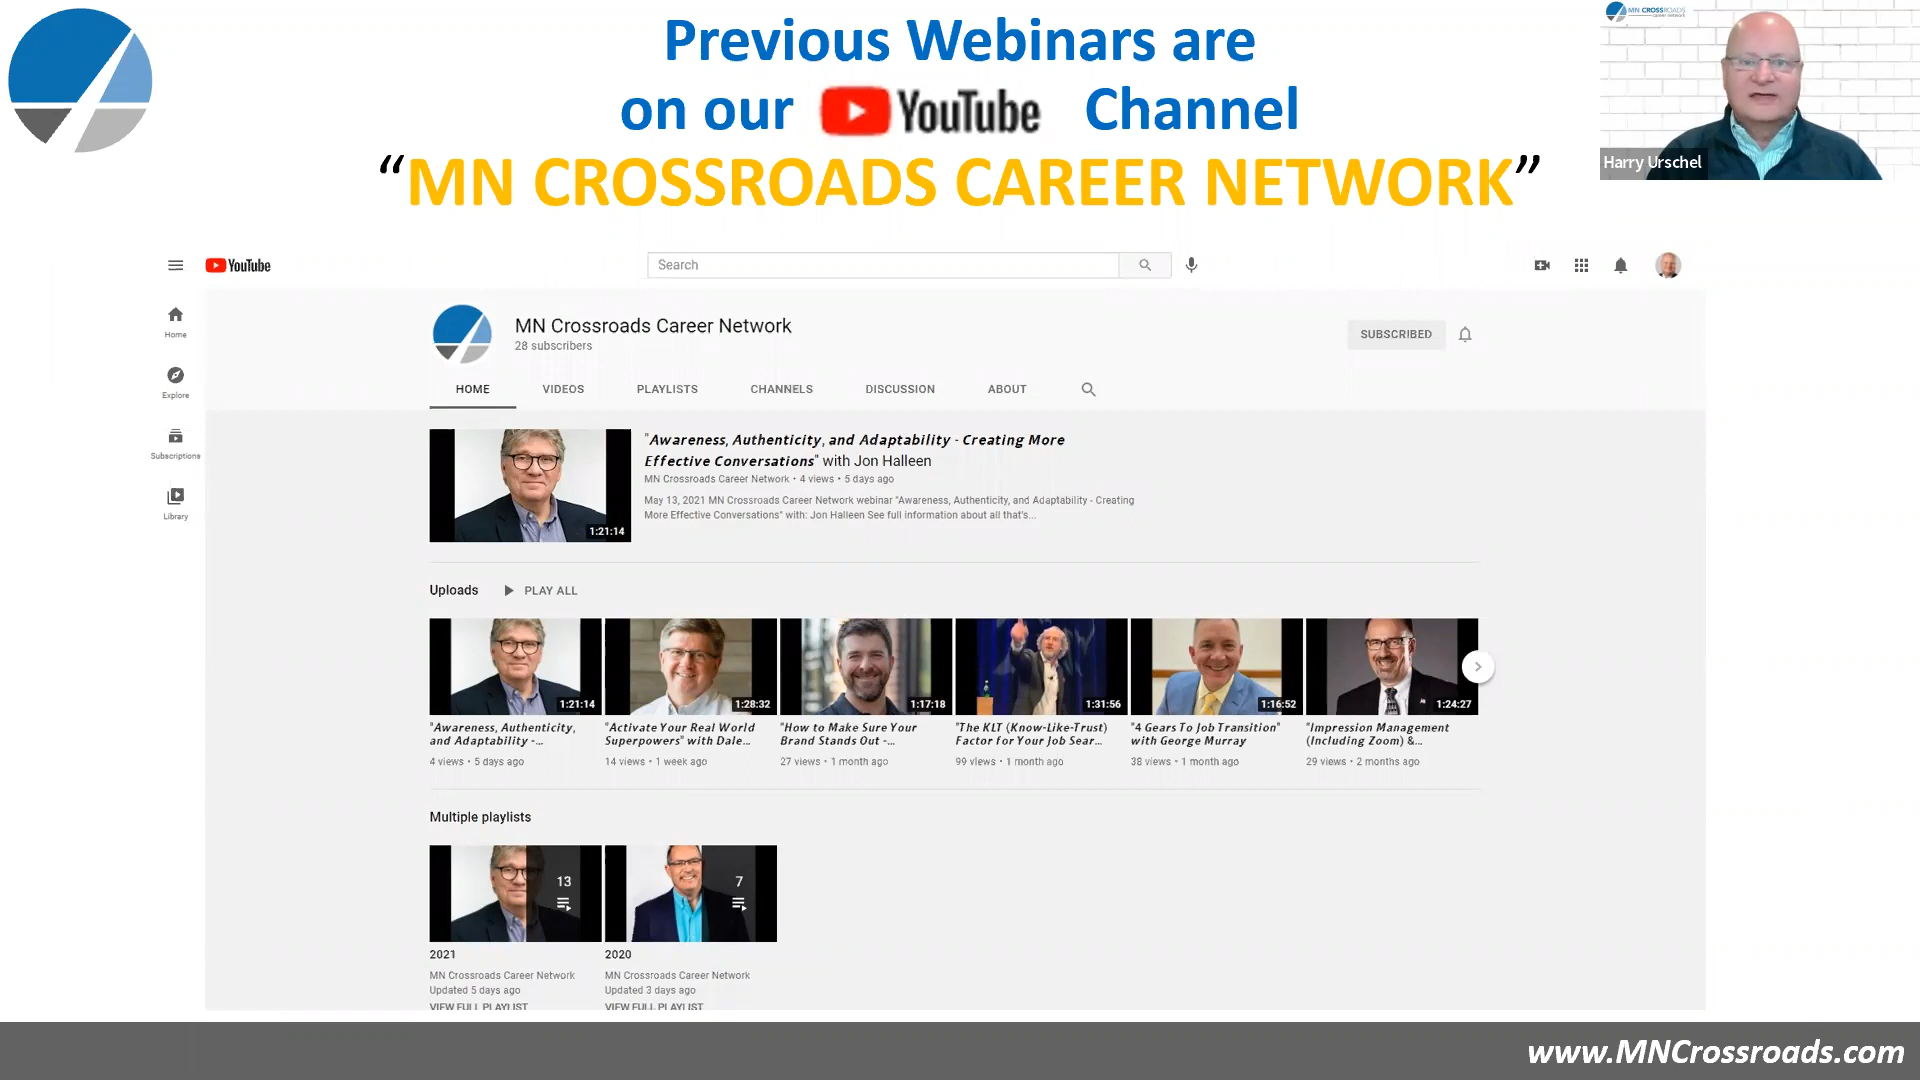 Previous Webinars are
on our YouTube Channel
“MN CROSSROADS CAREER NETWORK”
MN CROSSROADS
career network
Harry Urschel
YouTube
Search
Home
Explore
Subscriptions
Library
MN Crossroads Career Network
28 subscribers
SUBSCRIBED
HOME VIDEOS PLAYLISTS CHANNELS DISCUSSION ABOUT
"Awareness, Authenticity, and Adaptability - Creating More
Effective Conversations" with Jon Halleen
MN Crossroads Career Network • 4 views • 5 days ago
May 13, 2021 MN Crossroads Career Network webinar "Awareness, Authenticity, and Adaptability - Creating
More Effective Conversations" with: Jon Halleen See full information about all that's...
1:21:14
Uploads PLAY ALL
1:21:14
"Awareness, Authenticity,
and Adaptability -...
4 views • 5 days ago
1:28:32
"Activate Your Real World
Superpowers" with Dale...
14 views • 1 week ago
1:17:18
"How to Make Sure Your
Brand Stands Out -...
27 views • 1 month ago
1:31:56
"The KLT (Know-Like-Trust)
Factor for Your Job Sear...
99 views • 1 month ago
1:16:52
"4 Gears To Job Transition"
with George Murray
38 views • 1 month ago
1:24:27
"Impression Management
(Including Zoom) &...
29 views • 2 months ago
Multiple playlists
13
2021
MN Crossroads Career Network
Updated 5 days ago
VIEW FULL PLAYLIST
7
2020
MN Crossroads Career Network
Updated 3 days ago
VIEW FULL PLAYLIST
www.MNCrossroads.com